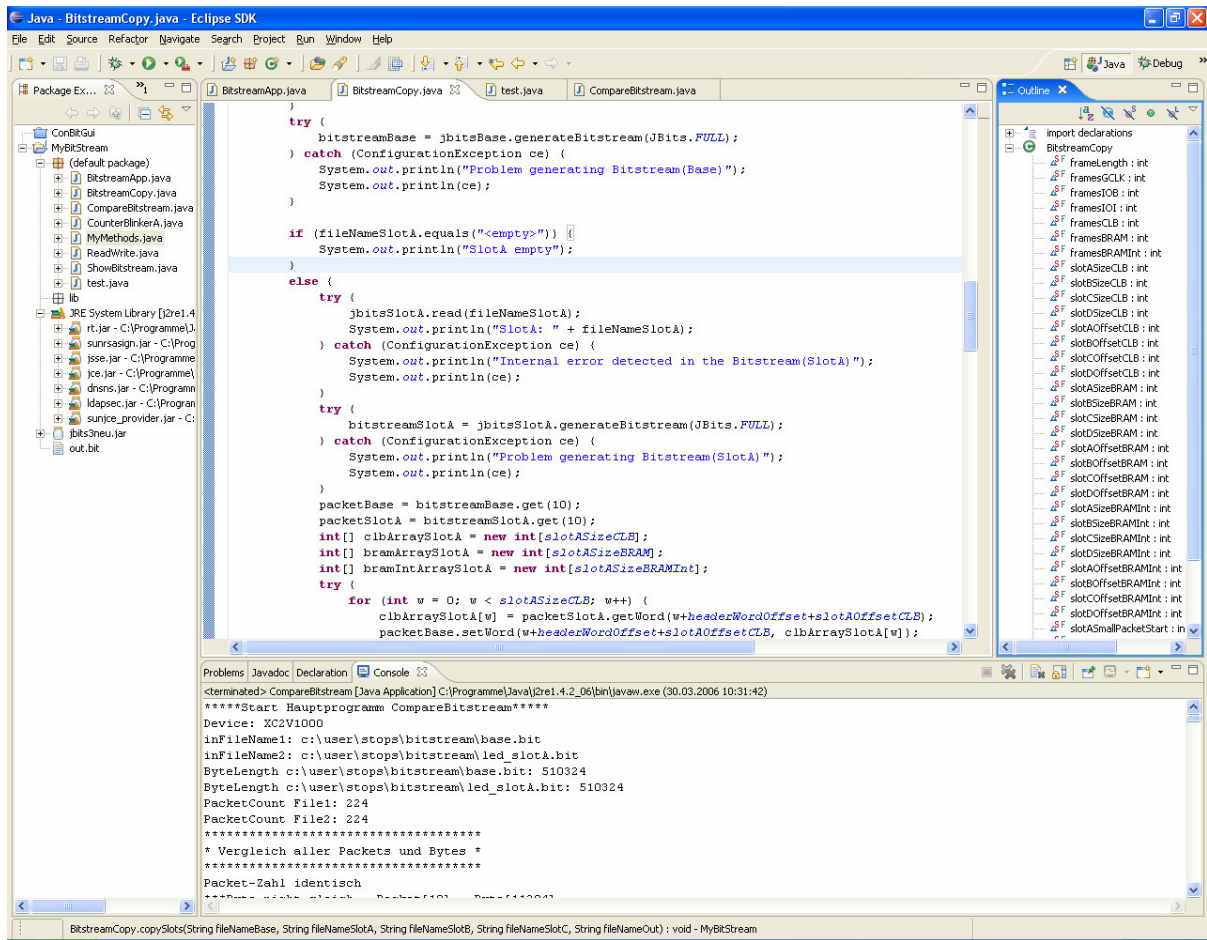 Java - BitstreamCopy.java - Eclipse SDK
File Edit Source Refactor Navigate Search Project Run Window Help
Java Debug »
Package Ex... »1
ConBitGui
MyBitStream
(default package)
BitstreamApp.java
BitstreamCopy.java
CompareBitstream.java
CounterBlinkerA.java
MyMethods.java
ReadWrite.java
ShowBitstream.java
test.java
lib
JRE System Library [j2re1.4
rt.jar - C:\Programme\J
sunrsasign.jar - C:\Prog
jsse.jar - C:\Programme
jce.jar - C:\Programme\
dnsns.jar - C:\Programn
ldapsec.jar - C:\Progran
sunjce_provider.jar - C:
jbits3neu.jar
out.bit
BitstreamApp.java BitstreamCopy.java test.java CompareBitstream.java
}
try {
bitstreamBase = jbitsBase.generateBitstream(JBits.FULL);
} catch (ConfigurationException ce) {
System.out.println("Problem generating Bitstream(Base)");
System.out.println(ce);
}
if (fileNameSlotA.equals("<empty>")) {
System.out.println("SlotA empty");
}
else {
try {
jbitsSlotA.read(fileNameSlotA);
System.out.println("SlotA: " + fileNameSlotA);
} catch (ConfigurationException ce) {
System.out.println("Internal error detected in the Bitstream(SlotA)");
System.out.println(ce);
}
try {
bitstreamSlotA = jbitsSlotA.generateBitstream(JBits.FULL);
} catch (ConfigurationException ce) {
System.out.println("Problem generating Bitstream(SlotA)");
System.out.println(ce);
}
packetBase = bitstreamBase.get(10);
packetSlotA = bitstreamSlotA.get(10);
int[] clbArraySlotA = new int[slotASizeCLB];
int[] bramArraySlotA = new int[slotASizeBRAM];
int[] bramIntArraySlotA = new int[slotASizeBRAMInt];
try {
for (int w = 0; w < slotASizeCLB; w++) {
clbArraySlotA[w] = packetSlotA.getWord(w+headerWordOffset+slotAOffsetCLB);
packetBase.setWord(w+headerWordOffset+slotAOffsetCLB, clbArraySlotA[w]);
Outline
import declarations
BitstreamCopy
frameLength : int
framesGCLK : int
framesIOB : int
framesIOI : int
framesCLB : int
framesBRAM : int
framesBRAMInt : int
slotASizeCLB : int
slotBSizeCLB : int
slotCSizeCLB : int
slotDSizeCLB : int
slotAOffsetCLB : int
slotBOffsetCLB : int
slotCOffsetCLB : int
slotDOffsetCLB : int
slotASizeBRAM : int
slotBSizeBRAM : int
slotCSizeBRAM : int
slotDSizeBRAM : int
slotAOffsetBRAM : int
slotBOffsetBRAM : int
slotCOffsetBRAM : int
slotDOffsetBRAM : int
slotASizeBRAMInt : int
slotBSizeBRAMInt : int
slotCSizeBRAMInt : int
slotDSizeBRAMInt : int
slotAOffsetBRAMInt : int
slotBOffsetBRAMInt : int
slotCOffsetBRAMInt : int
slotDOffsetBRAMInt : int
slotASmallPacketStart : in
Problems Javadoc Declaration Console
<terminated> CompareBitstream [Java Application] C:\Programme\Java\j2re1.4.2_06\bin\javaw.exe (30.03.2006 10:31:42)
*****Start Hauptprogramm CompareBitstream*****
Device: XC2V1000
inFileName1: c:\user\stops\bitstream\base.bit
inFileName2: c:\user\stops\bitstream\led_slotA.bit
ByteLength c:\user\stops\bitstream\base.bit: 510324
ByteLength c:\user\stops\bitstream\led_slotA.bit: 510324
PacketCount File1: 224
PacketCount File2: 224
*************************************
* Vergleich aller Packets und Bytes *
*************************************
Packet-Zahl identisch
BitstreamCopy.copySlots(String fileNameBase, String fileNameSlotA, String fileNameSlotB, String fileNameSlotC, String fileNameOut) : void - MyBitStream